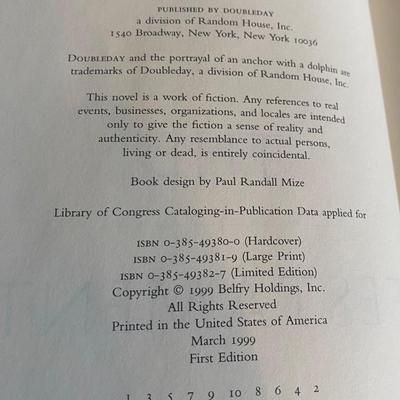 PUBLISHED BY DOUBLEDAY
a division of Random House, Inc.
1540 Broadway, New York, New York 10036
DOUBLEDAY and the portrayal of an anchor with a dolphin are
trademarks of Doubleday, a division of Random House, Inc.
This novel is a work of fiction. Any references to real
events, businesses, organizations, and locales are intended
only to give the fiction a sense of reality and
authenticity. Any resemblance to actual persons,
living or dead, is entirely coincidental.
Book design by Paul Randall Mize
Library of Congress Cataloging-in-Publication Data applied for
ISBN 0-385-49380-0 (Hardcover)
ISBN 0-385-49381-9 (Large Print)
ISBN 0-385-49382-7 (Limited Edition)
Copyright © 1999 Belfry Holdings, Inc.
All Rights Reserved
Printed in the United States of America
March 1999
First Edition
1 3 5 7 9 10 8 6 4 2